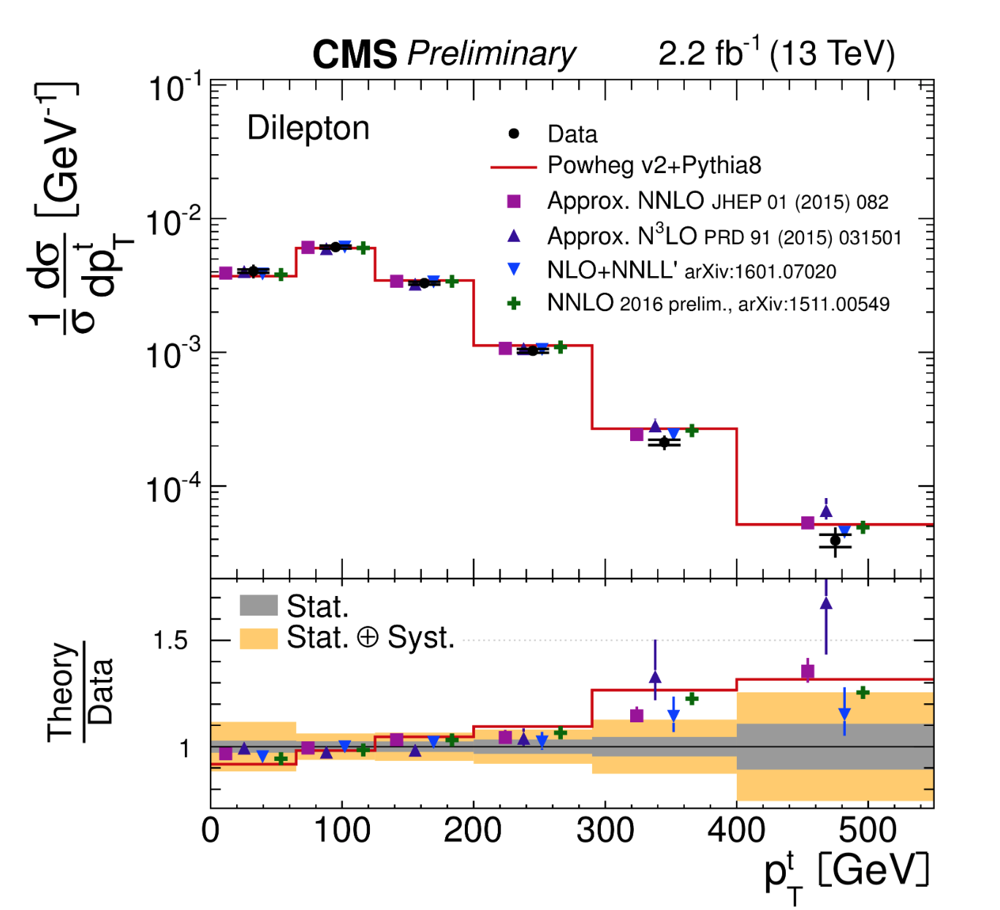 CMS Preliminary 2.2 fb⁻¹ (13 TeV)
1/σ dσ/dp_T^t [GeV⁻¹]
10⁻¹
10⁻²
10⁻³
10⁻⁴
Dilepton
Data
Powheg v2+Pythia8
Approx. NNLO JHEP 01 (2015) 082
Approx. N³LO PRD 91 (2015) 031501
NLO+NNLL' arXiv:1601.07020
NNLO 2016 prelim., arXiv:1511.00549
Theory
Data
1.5
1
Stat.
Stat. ⊕ Syst.
0 100 200 300 400 500
p_T^t [GeV]